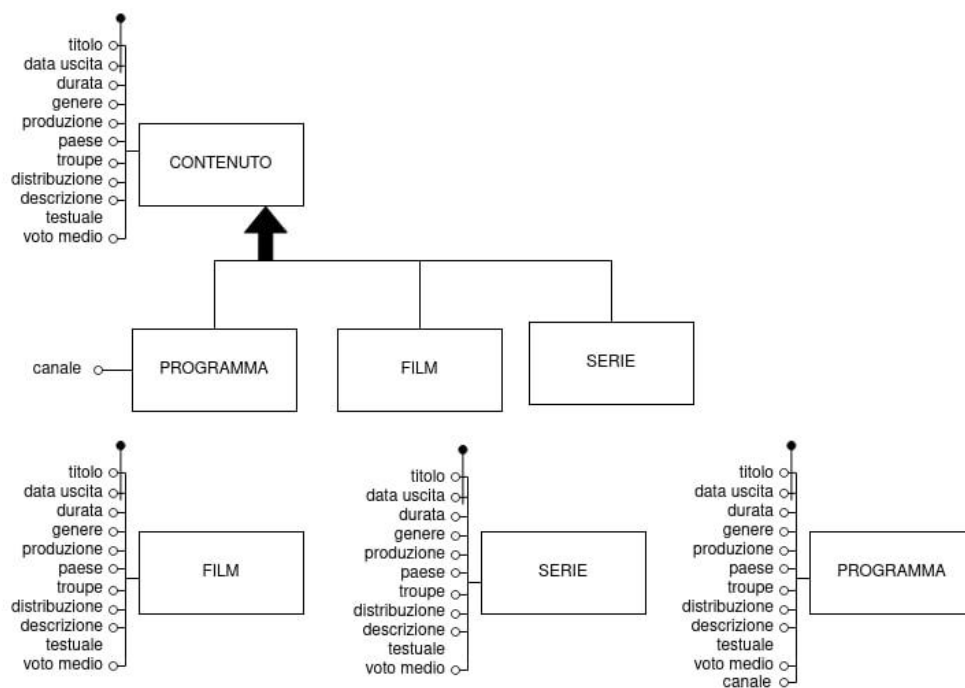 titolo
data uscita
durata
genere
produzione
paese
troupe
distribuzione
descrizione
testuale
voto medio
CONTENUTO
canale
PROGRAMMA
FILM
SERIE
titolo
data uscita
durata
genere
produzione
paese
troupe
distribuzione
descrizione
testuale
voto medio
FILM
titolo
data uscita
durata
genere
produzione
paese
troupe
distribuzione
descrizione
testuale
voto medio
SERIE
titolo
data uscita
durata
genere
produzione
paese
troupe
distribuzione
descrizione
testuale
voto medio
canale
PROGRAMMA